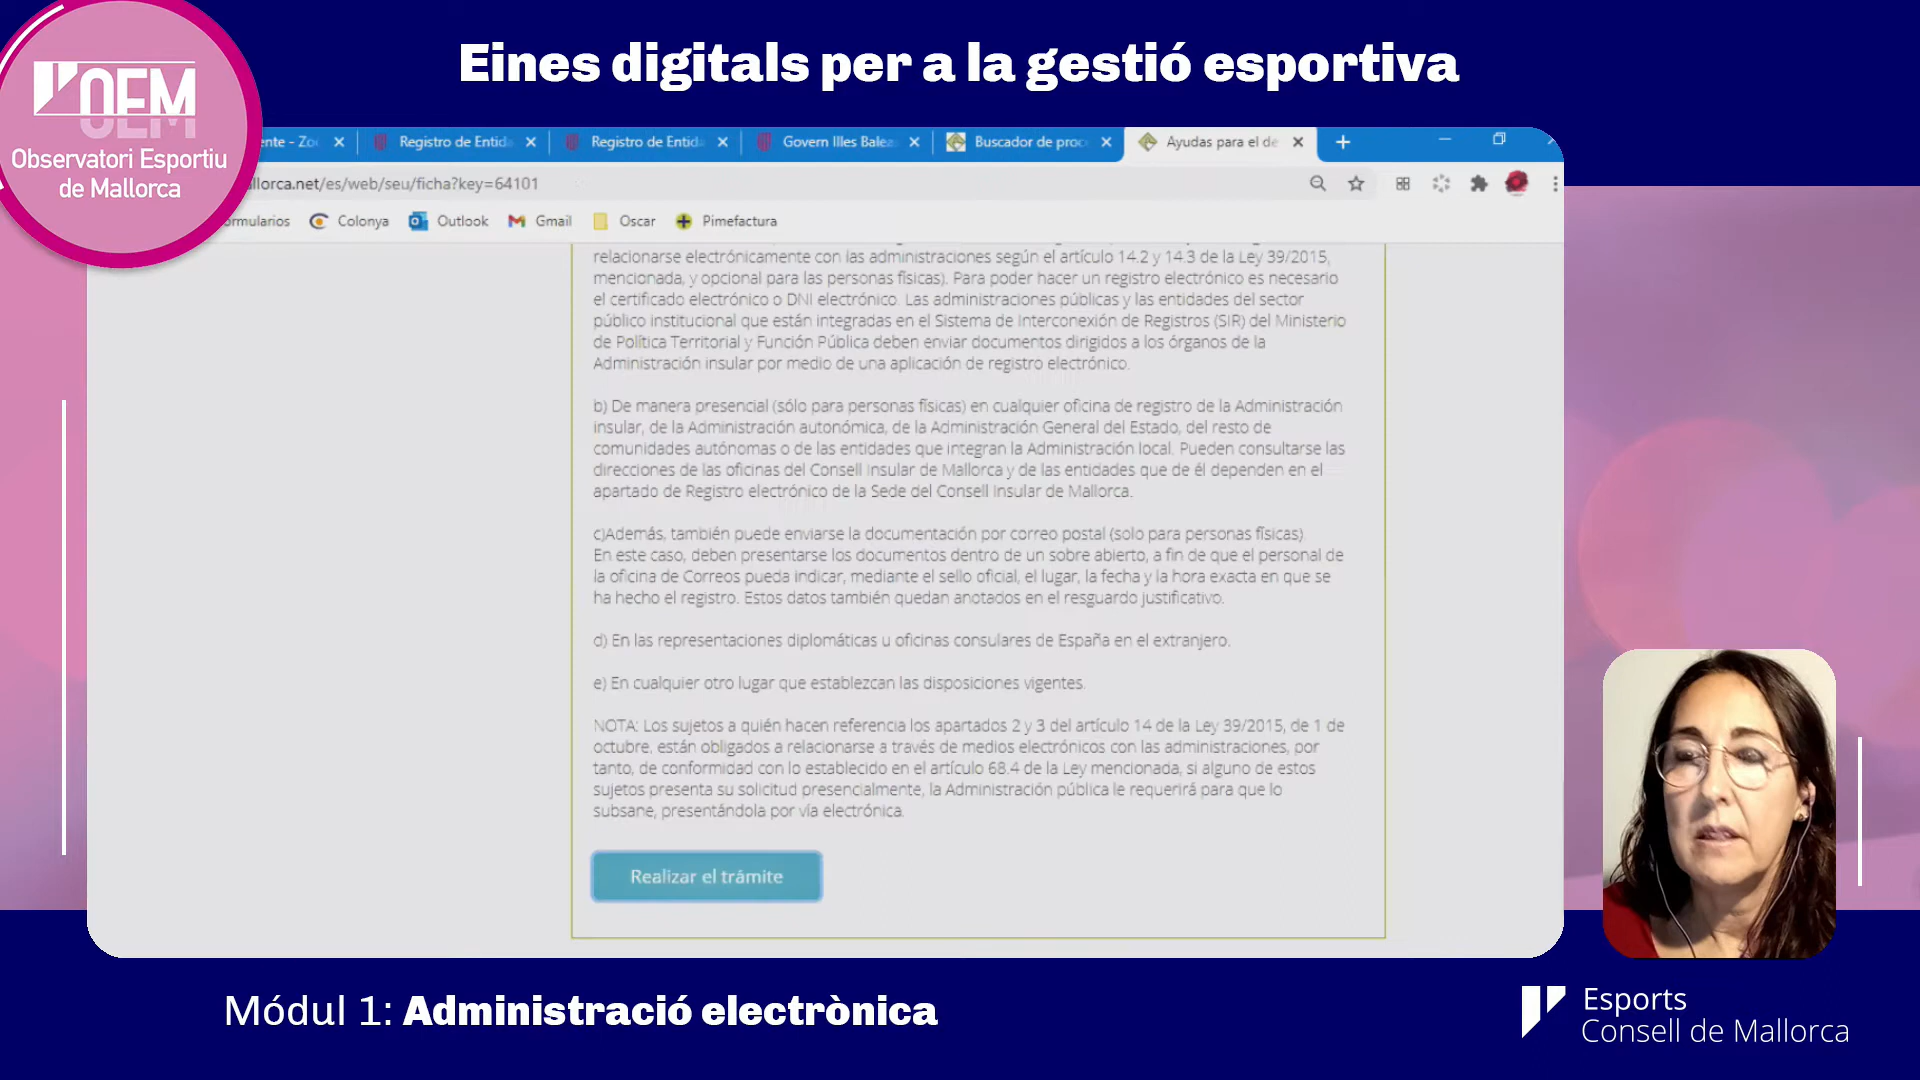 Eines digitals per a la gestió esportiva
OEM
Observatori Esportiu
de Mallorca
ente - Zo
Registro de Entid
Registro de Entid
Govern Illes Balea
Buscador de proc
Ayudas para el de
llorca.net/es/web/seu/ficha?key=64101
ormularios
Colonya
Outlook
Gmail
Oscar
Pimefactura
relacionarse electrónicamente con las administraciones según el artículo 14.2 y 14.3 de la Ley 39/2015,
mencionada, y opcional para las personas físicas). Para poder hacer un registro electrónico es necesario
el certificado electrónico o DNI electrónico. Las administraciones públicas y las entidades del sector
público institucional que están integradas en el Sistema de Interconexión de Registros (SIR) del Ministerio
de Política Territorial y Función Pública deben enviar documentos dirigidos a los órganos de la
Administración insular por medio de una aplicación de registro electrónico.
b) De manera presencial (sólo para personas físicas) en cualquier oficina de registro de la Administración
insular, de la Administración autonómica, de la Administración General del Estado, del resto de
comunidades autónomas o de las entidades que integran la Administración local. Pueden consultarse las
direcciones de las oficinas del Consell Insular de Mallorca y de las entidades que de él dependen en el
apartado de Registro electrónico de la Sede del Consell Insular de Mallorca.
c)Además, también puede enviarse la documentación por correo postal (solo para personas físicas).
En este caso, deben presentarse los documentos dentro de un sobre abierto, a fin de que el personal de
la oficina de Correos pueda indicar, mediante el sello oficial, el lugar, la fecha y la hora exacta en que se
ha hecho el registro. Estos datos también quedan anotados en el resguardo justificativo.
d) En las representaciones diplomáticas u oficinas consulares de España en el extranjero.
e) En cualquier otro lugar que establezcan las disposiciones vigentes.
NOTA: Los sujetos a quién hacen referencia los apartados 2 y 3 del artículo 14 de la Ley 39/2015, de 1 de
octubre, están obligados a relacionarse a través de medios electrónicos con las administraciones, por
tanto, de conformidad con lo establecido en el artículo 68.4 de la Ley mencionada, si alguno de estos
sujetos presenta su solicitud presencialmente, la Administración pública le requerirá para que lo
subsane, presentándola por vía electrónica.
Realizar el trámite
Módul 1: Administració electrònica
Esports
Consell de Mallorca